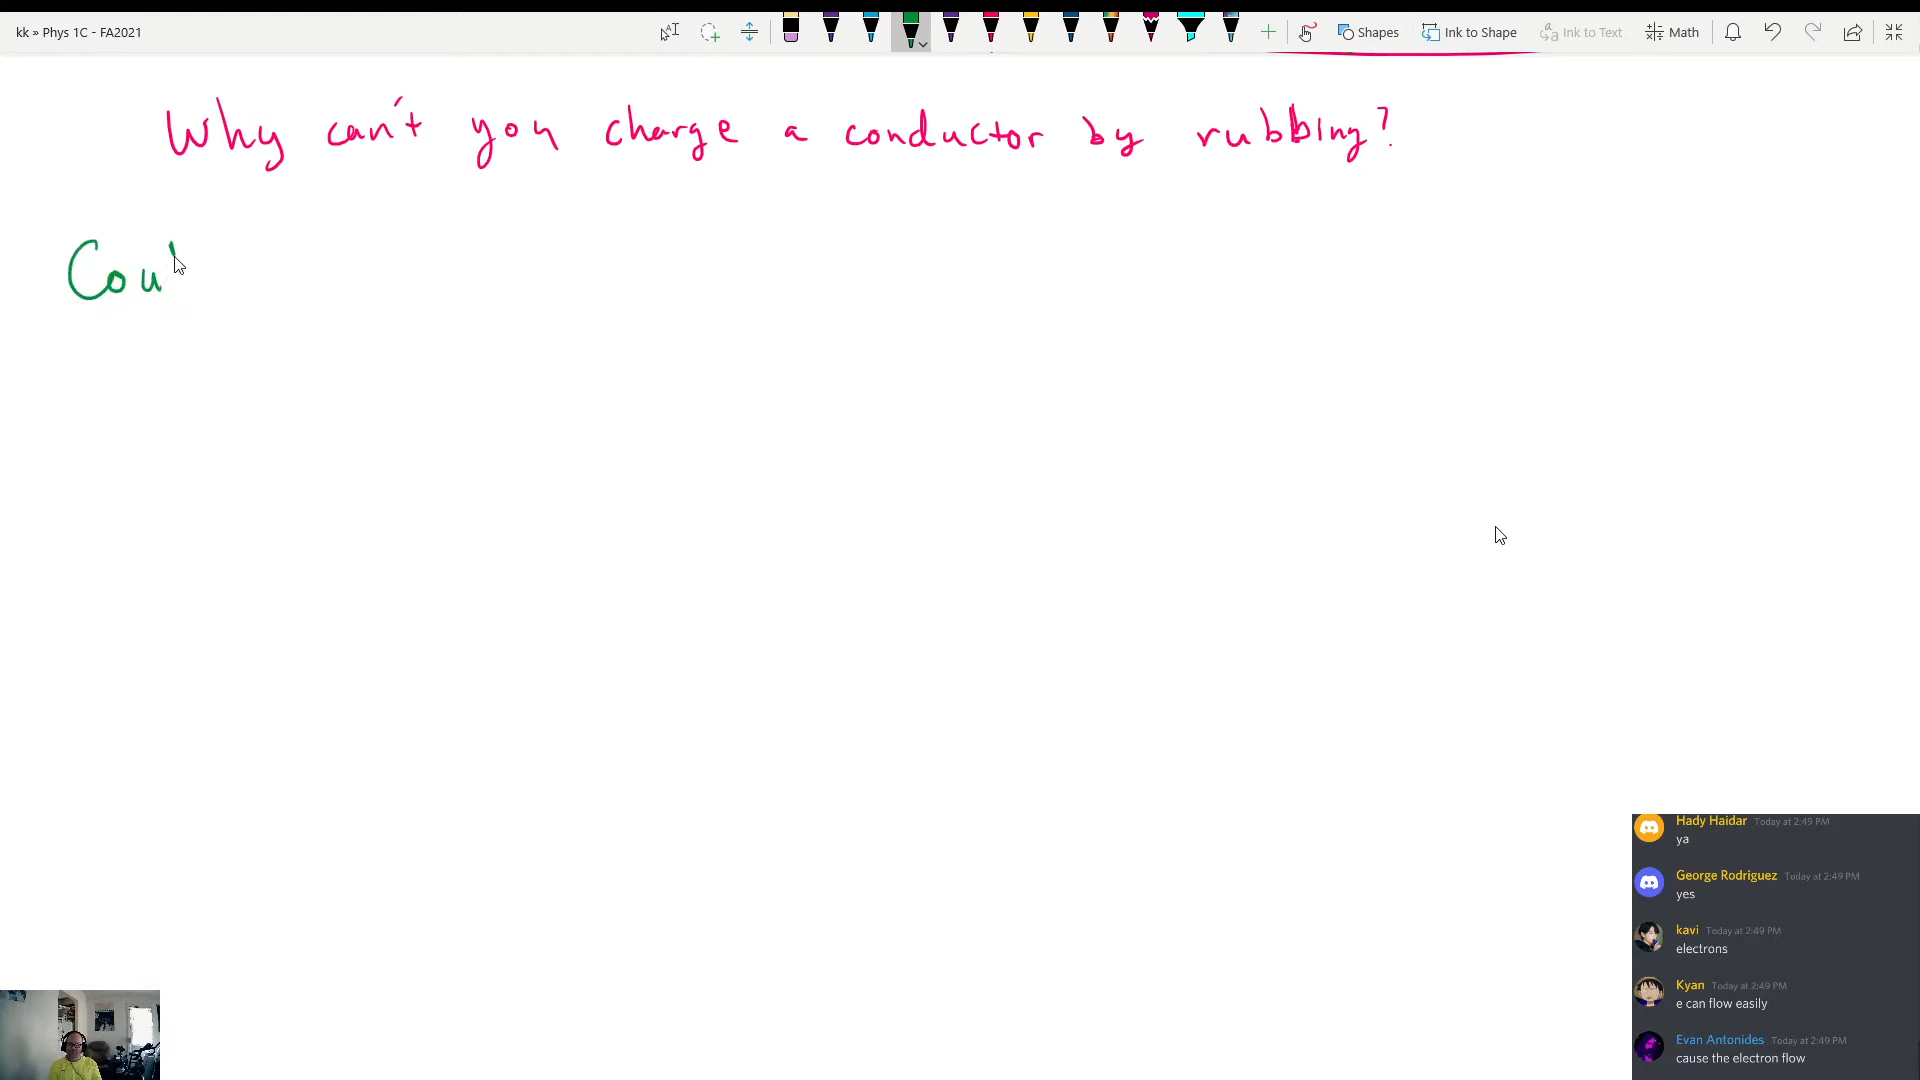 kk » Phys 1C - FA2021
Shapes
Ink to Shape
Ink to Text
Math
Why can't you charge a conductor by rubbing?
Cou
Hady Haidar Today at 2:49 PM
ya
George Rodriguez Today at 2:49 PM
yes
kavi Today at 2:49 PM
electrons
Kyan Today at 2:49 PM
e can flow easily
Evan Antonides Today at 2:49 PM
cause the electron flow